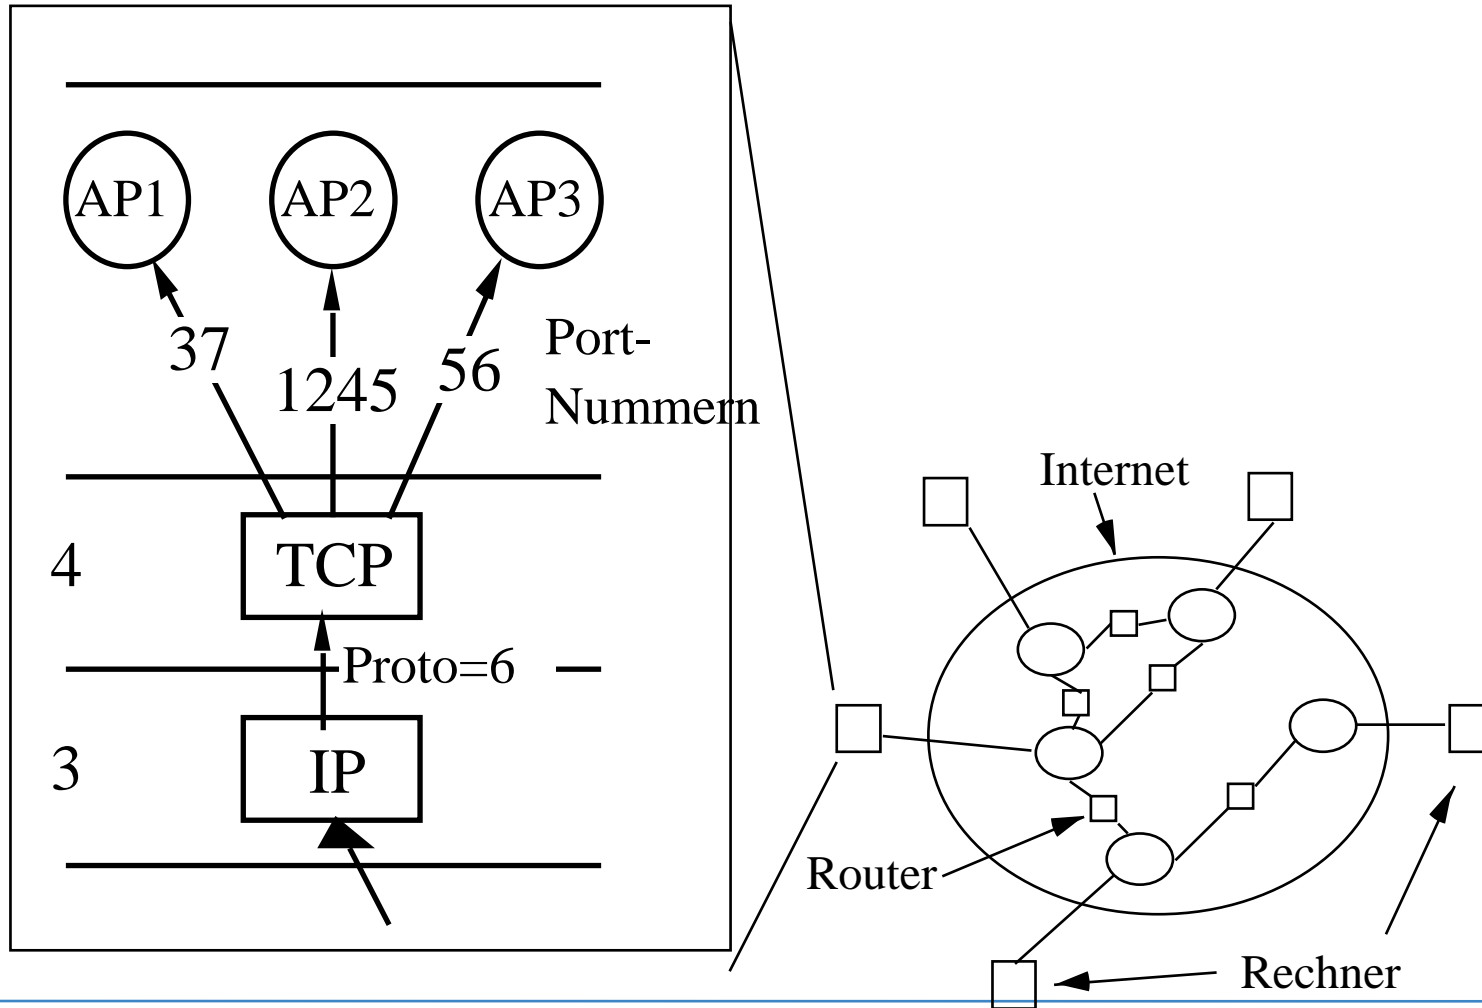 AP1 AP2 AP3
37
1245
56
Port-
Nummern
4
TCP
Proto=6
3
IP
Internet
Router
Rechner